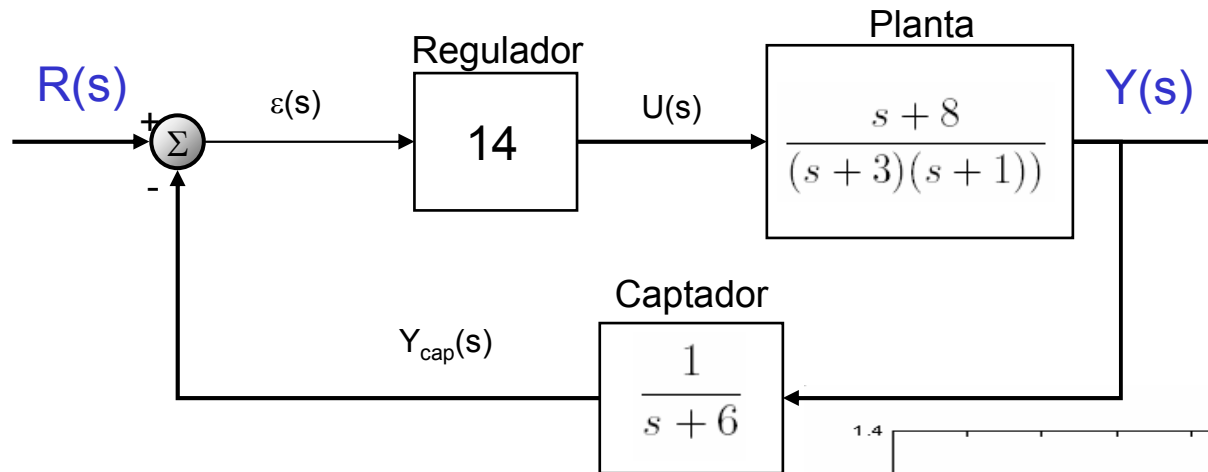 Planta
Regulador
R(s)
+
Σ
-
ε(s)
14
U(s)
s + 8
(s + 3)(s + 1))
Y(s)
Captador
Y_cap(s)
1
s + 6
1.4